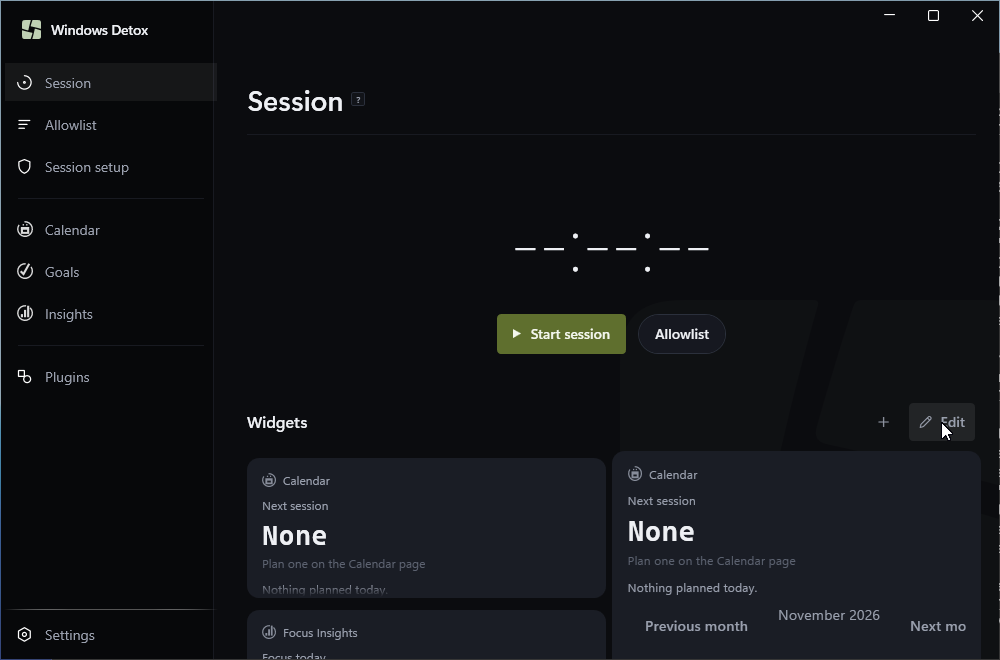 Windows Detox
Session
Allowlist
Session setup
Calendar
Goals
Insights
Plugins
Settings
Session ?
--:--:--
Start session
Allowlist
Widgets
+ Edit
Calendar
Next session
None
Plan one on the Calendar page
Nothing planned today.
Focus Insights
Focus today
Calendar
Next session
None
Plan one on the Calendar page
Nothing planned today.
Previous month November 2026 Next mo